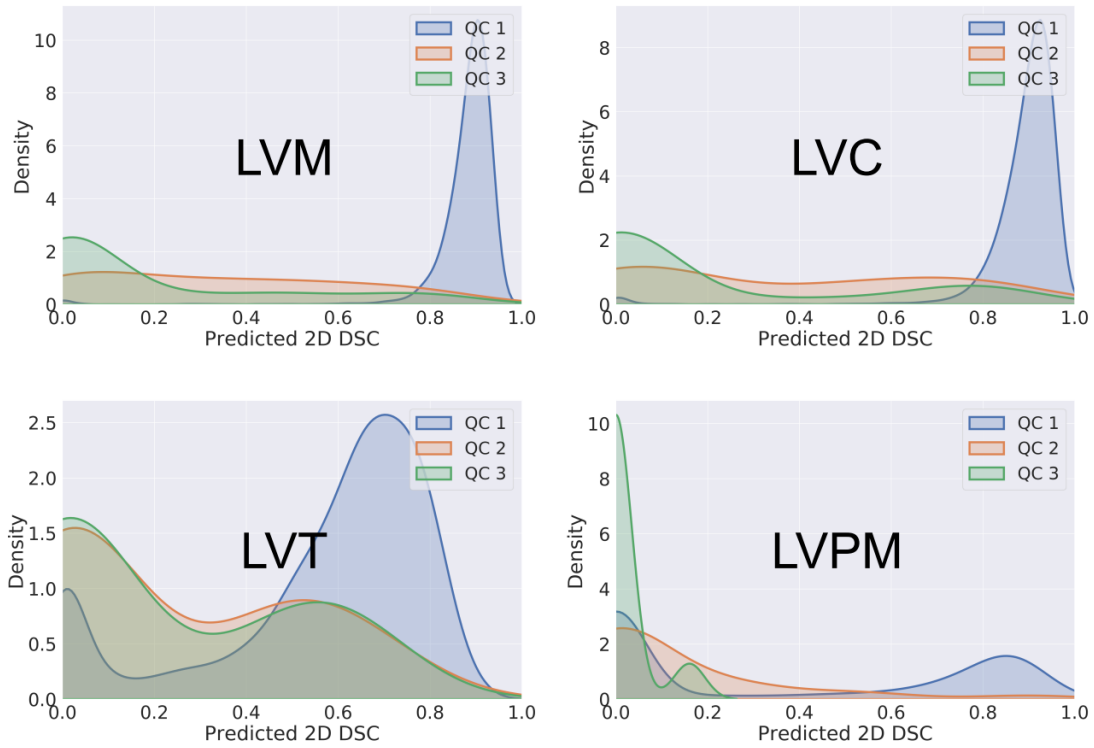 QC 1
QC 2
QC 3
LVM
Density
10
8
6
4
2
0
0.0 0.2 0.4 0.6 0.8 1.0
Predicted 2D DSC
QC 1
QC 2
QC 3
LVC
Density
8
6
4
2
0
0.0 0.2 0.4 0.6 0.8 1.0
Predicted 2D DSC
QC 1
QC 2
QC 3
LVT
Density
2.5
2.0
1.5
1.0
0.5
0.0
0.0 0.2 0.4 0.6 0.8 1.0
Predicted 2D DSC
QC 1
QC 2
QC 3
LVPM
Density
10
8
6
4
2
0
0.0 0.2 0.4 0.6 0.8 1.0
Predicted 2D DSC